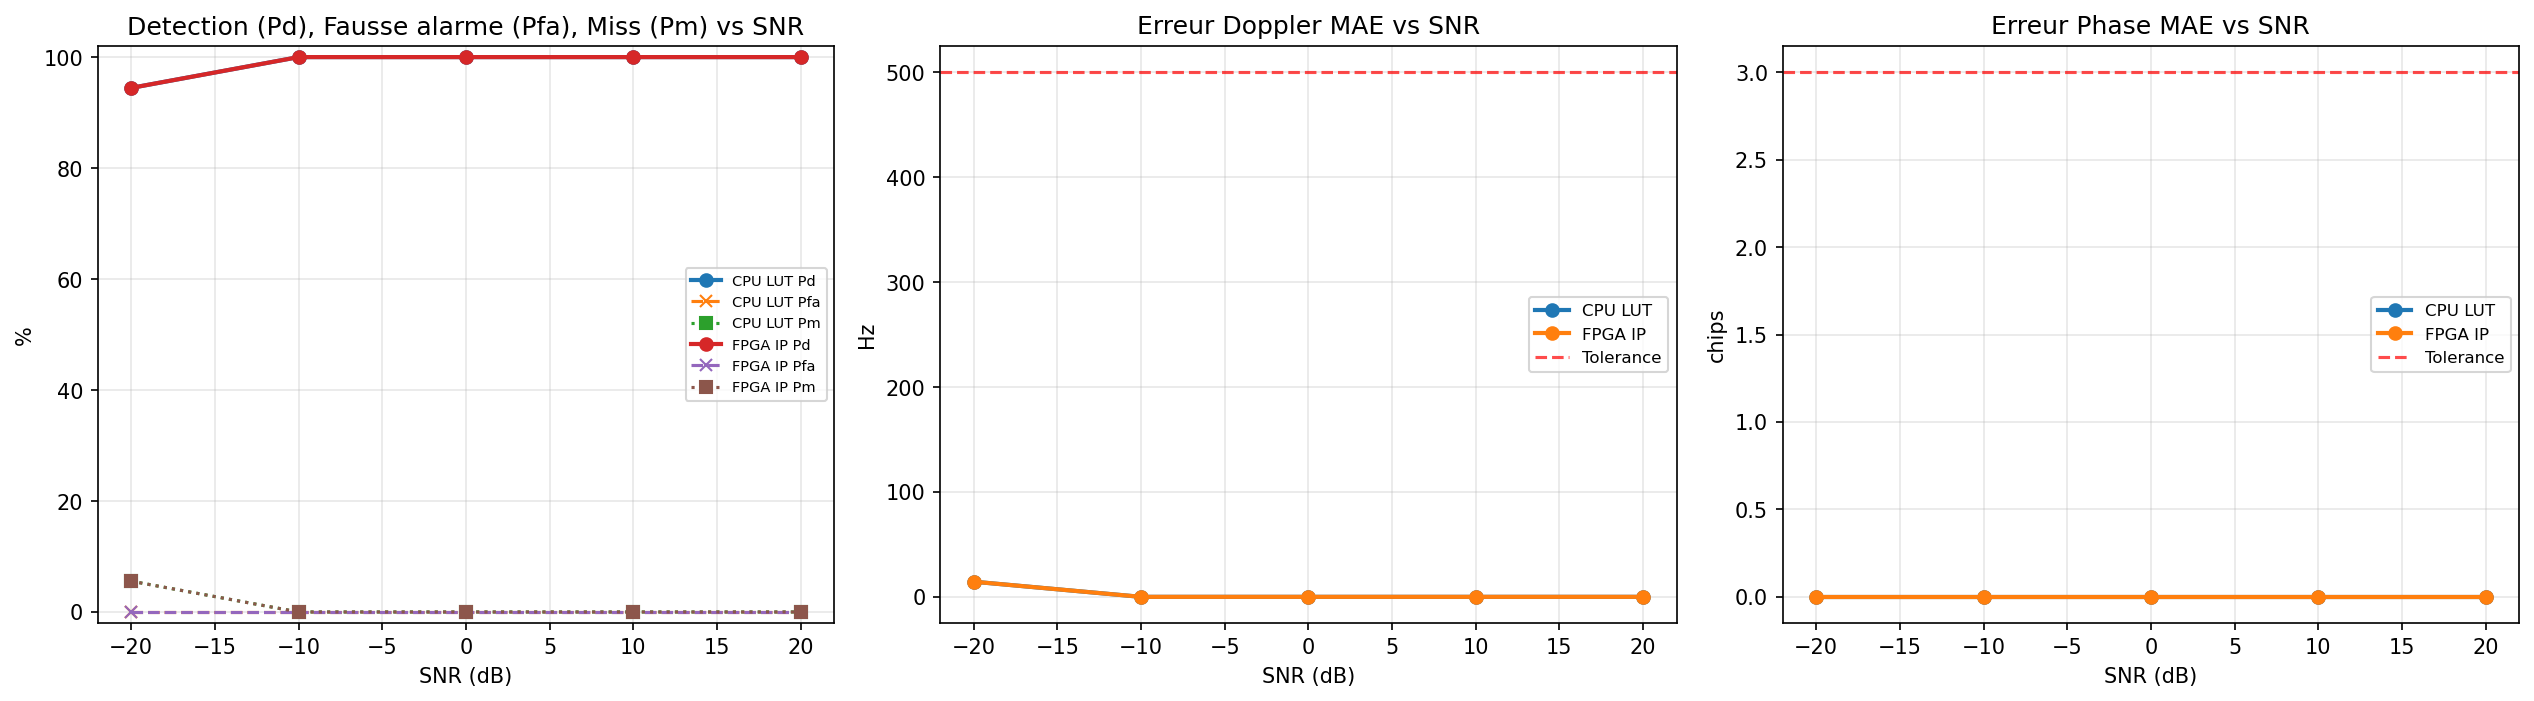 Detection (Pd), Fausse alarme (Pfa), Miss (Pm) vs SNR
100
80
60
40
20
0
%
−20 −15 −10 −5 0 5 10 15 20
SNR (dB)
CPU LUT Pd
CPU LUT Pfa
CPU LUT Pm
FPGA IP Pd
FPGA IP Pfa
FPGA IP Pm
Erreur Doppler MAE vs SNR
500
400
300
200
100
0
Hz
−20 −15 −10 −5 0 5 10 15 20
SNR (dB)
CPU LUT
FPGA IP
Tolerance
Erreur Phase MAE vs SNR
3.0
2.5
2.0
1.5
1.0
0.5
0.0
chips
−20 −15 −10 −5 0 5 10 15 20
SNR (dB)
CPU LUT
FPGA IP
Tolerance